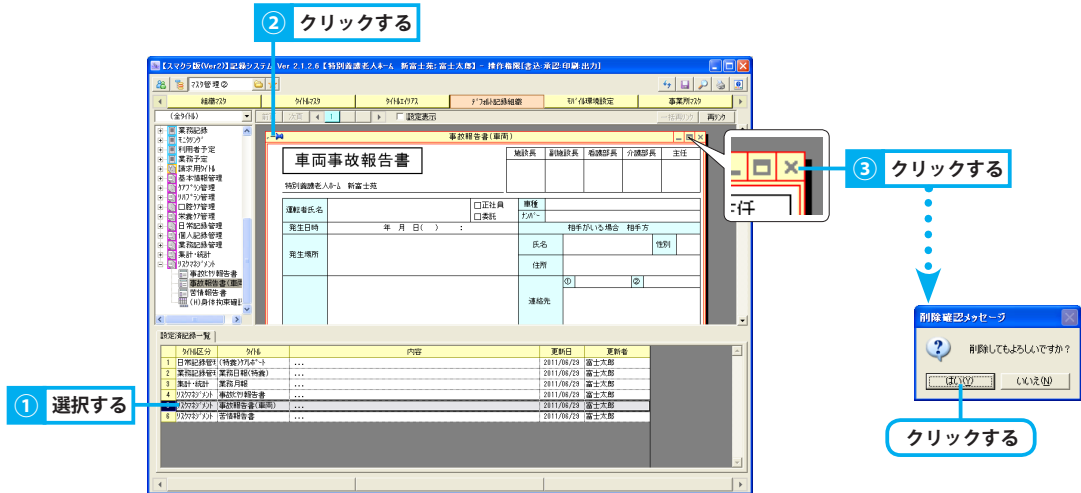 ② クリックする
【スマクラ版(Ver2)】記録システム Ver 2.1.2.6【特別養護老人ホーム 新富士苑:富士太郎】 - 操作権限[書込・承認・印刷・出力]
ﾏｽﾀ管理②
組織ﾏｽﾀ ﾀｲﾄﾙﾏｽﾀ ﾀｲﾄﾙｴｲﾘｱｽ ﾃﾞﾌｫﾙﾄ記録組織 ﾓﾊﾞｲﾙ環境設定 事業所ﾏｽﾀ
(全ﾀｲﾄﾙ) 前頁 次頁 1 設定表示 一括再ﾘﾝｸ 再ﾘﾝｸ
業務記録
ﾓﾆﾀﾘﾝｸﾞ
利用者予定
業務予定
請求用ﾀｲﾄﾙ
基本情報管理
ｹｱﾌﾟﾗﾝ管理
ﾘﾊﾌﾟﾗﾝ管理
口腔ｹｱ管理
栄養ｹｱ管理
日常記録管理
個人記録管理
業務記録管理
集計・統計
ﾘｽｸﾏﾈｼﾞﾒﾝﾄ
事故ﾋﾔﾘ報告書
事故報告書(車両
苦情報告書
(H)身体拘束確認
事故報告書(車両)
車両事故報告書
施設長 副施設長 看護部長 介護部長 主任
特別養護老人ﾎｰﾑ 新富士苑
運転者氏名 □正社員 車種
□委託 ﾅﾝﾊﾞｰ
発生日時 年 月 日( ) : 相手がいる場合 相手方
発生場所 氏名 性別
住所
① ②
連絡先
任
③ クリックする
削除確認メッセージ
削除してもよろしいですか？
はい(Y) いいえ(N)
クリックする
設定済記録一覧
ﾀｲﾄﾙ区分 ﾀｲﾄﾙ 内容 更新日 更新者
1 日常記録管理 (特養)ｹｱﾚﾎﾟｰﾄ ... 2011/06/29 富士太郎
2 業務記録管理 業務日報(特養) ... 2011/06/29 富士太郎
3 集計・統計 業務月報 ... 2011/06/29 富士太郎
4 ﾘｽｸﾏﾈｼﾞﾒﾝﾄ 事故ﾋﾔﾘ報告書 ... 2011/06/29 富士太郎
① 選択する
ﾘｽｸﾏﾈｼﾞﾒﾝﾄ 事故報告書(車両) ... 2011/06/29 富士太郎
6 ﾘｽｸﾏﾈｼﾞﾒﾝﾄ 苦情報告書 ... 2011/06/29 富士太郎